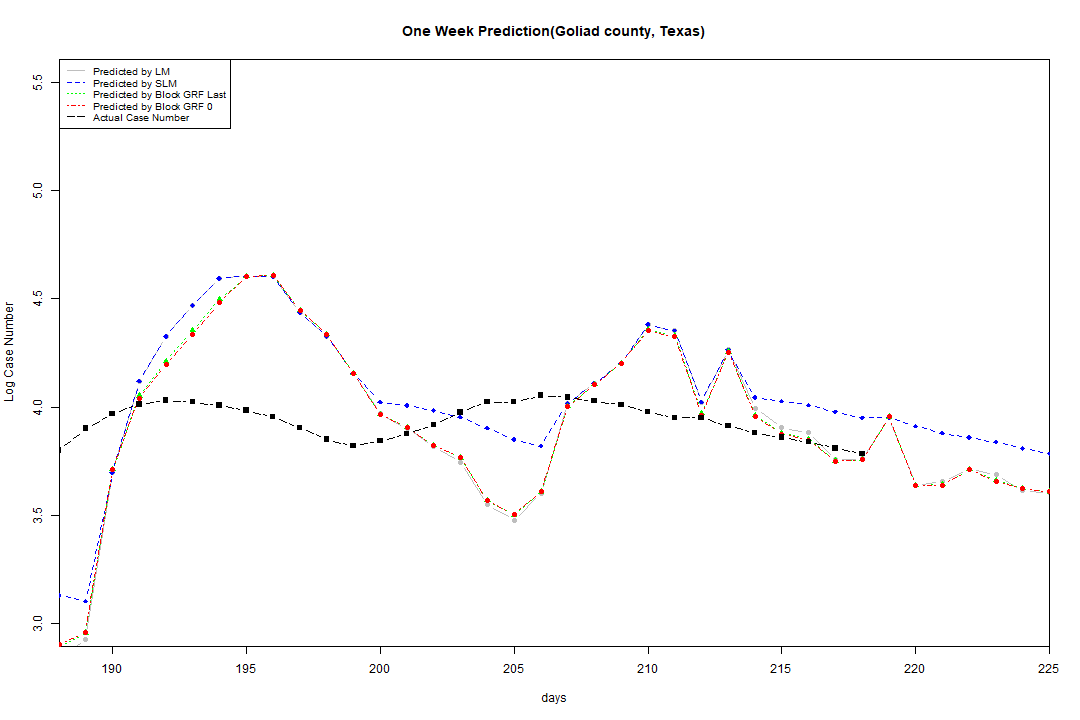 One Week Prediction(Goliad county, Texas)
Predicted by LM
Predicted by SLM
Predicted by Block GRF Last
Predicted by Block GRF 0
Actual Case Number
5.5
5.0
4.5
4.0
3.5
3.0
Log Case Number
190 195 200 205 210 215 220 225
days